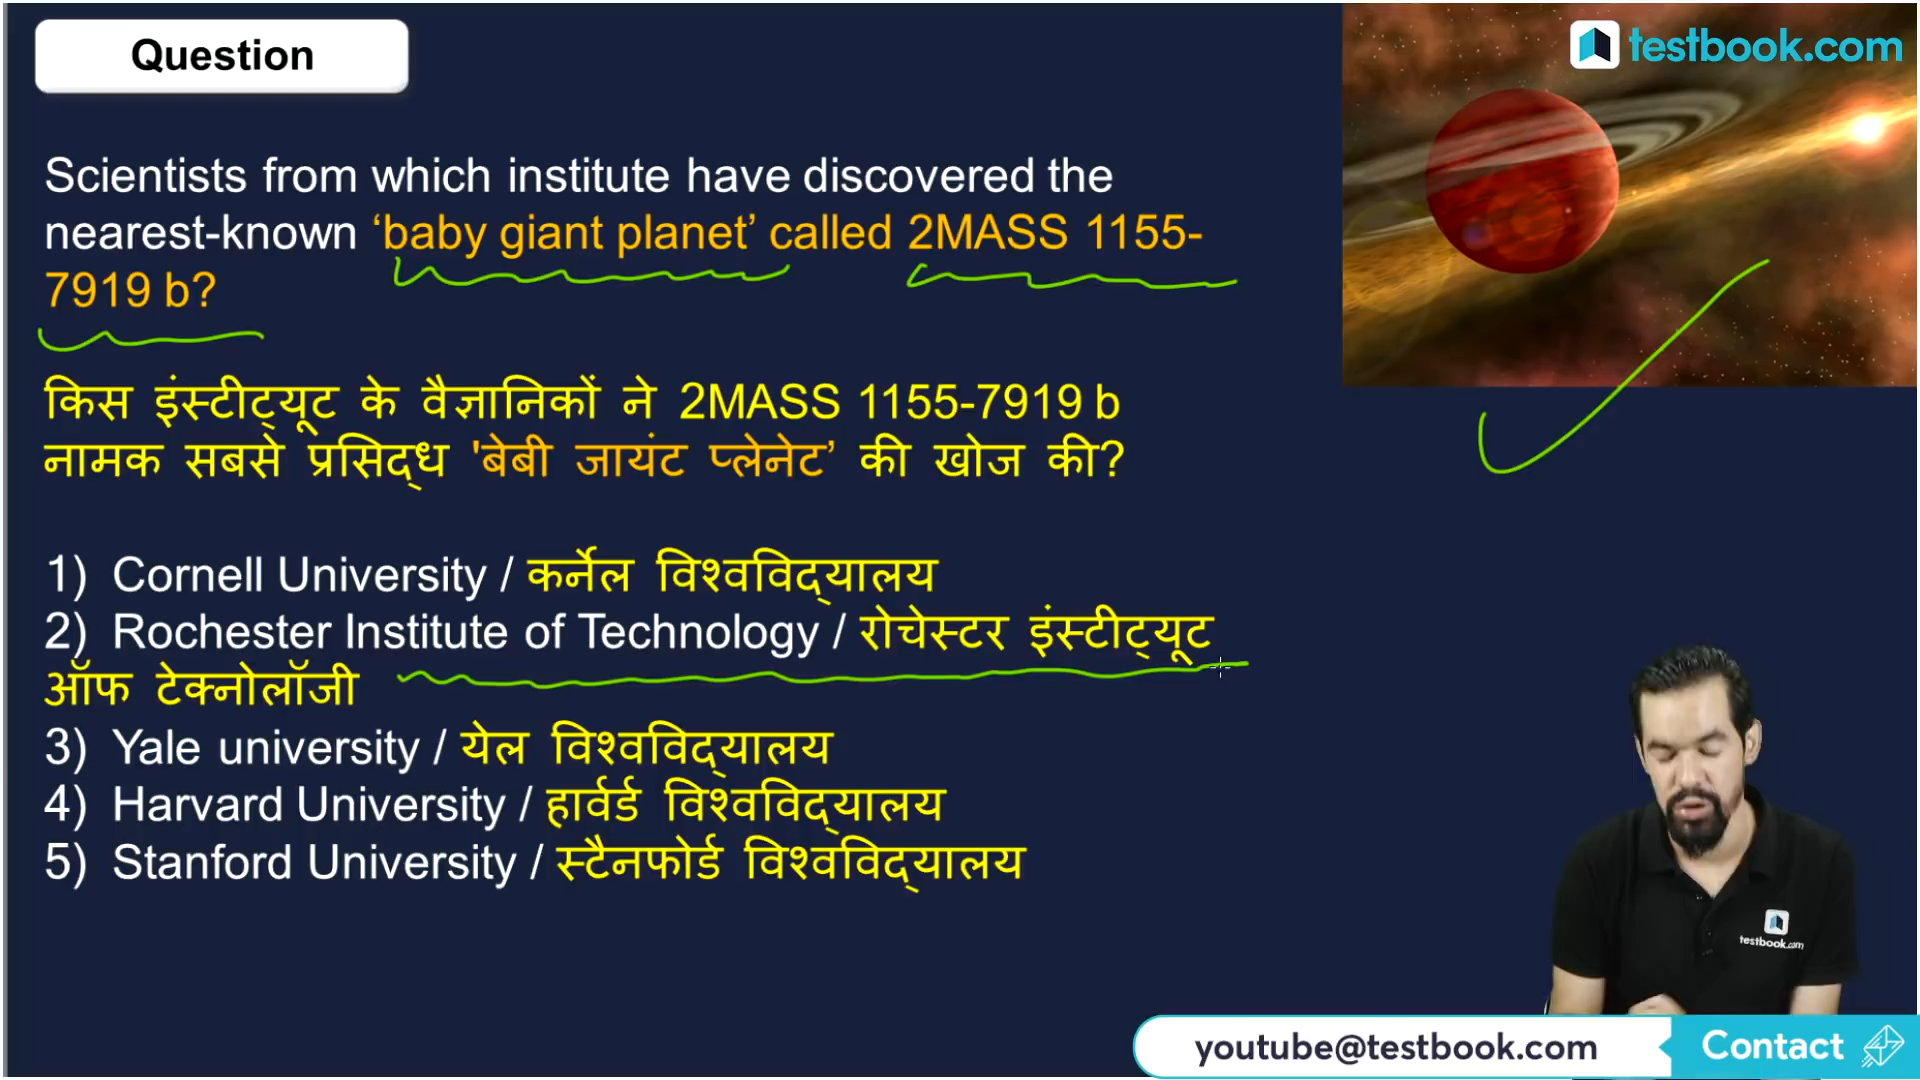 Question
testbook.com
Scientists from which institute have discovered the
nearest-known ‘baby giant planet’ called 2MASS 1155-
7919 b?
किस इंस्टीट्यूट के वैज्ञानिकों ने 2MASS 1155-7919 b
नामक सबसे प्रसिद्ध 'बेबी जायंट प्लेनेट’ की खोज की?
1) Cornell University / कर्नेल विश्वविद्यालय
2) Rochester Institute of Technology / रोचेस्टर इंस्टीट्यूट
ऑफ टेक्नोलॉजी
3) Yale university / येल विश्वविद्यालय
4) Harvard University / हार्वर्ड विश्वविद्यालय
5) Stanford University / स्टैनफोर्ड विश्वविद्यालय
testbook.com
youtube@testbook.com
Contact